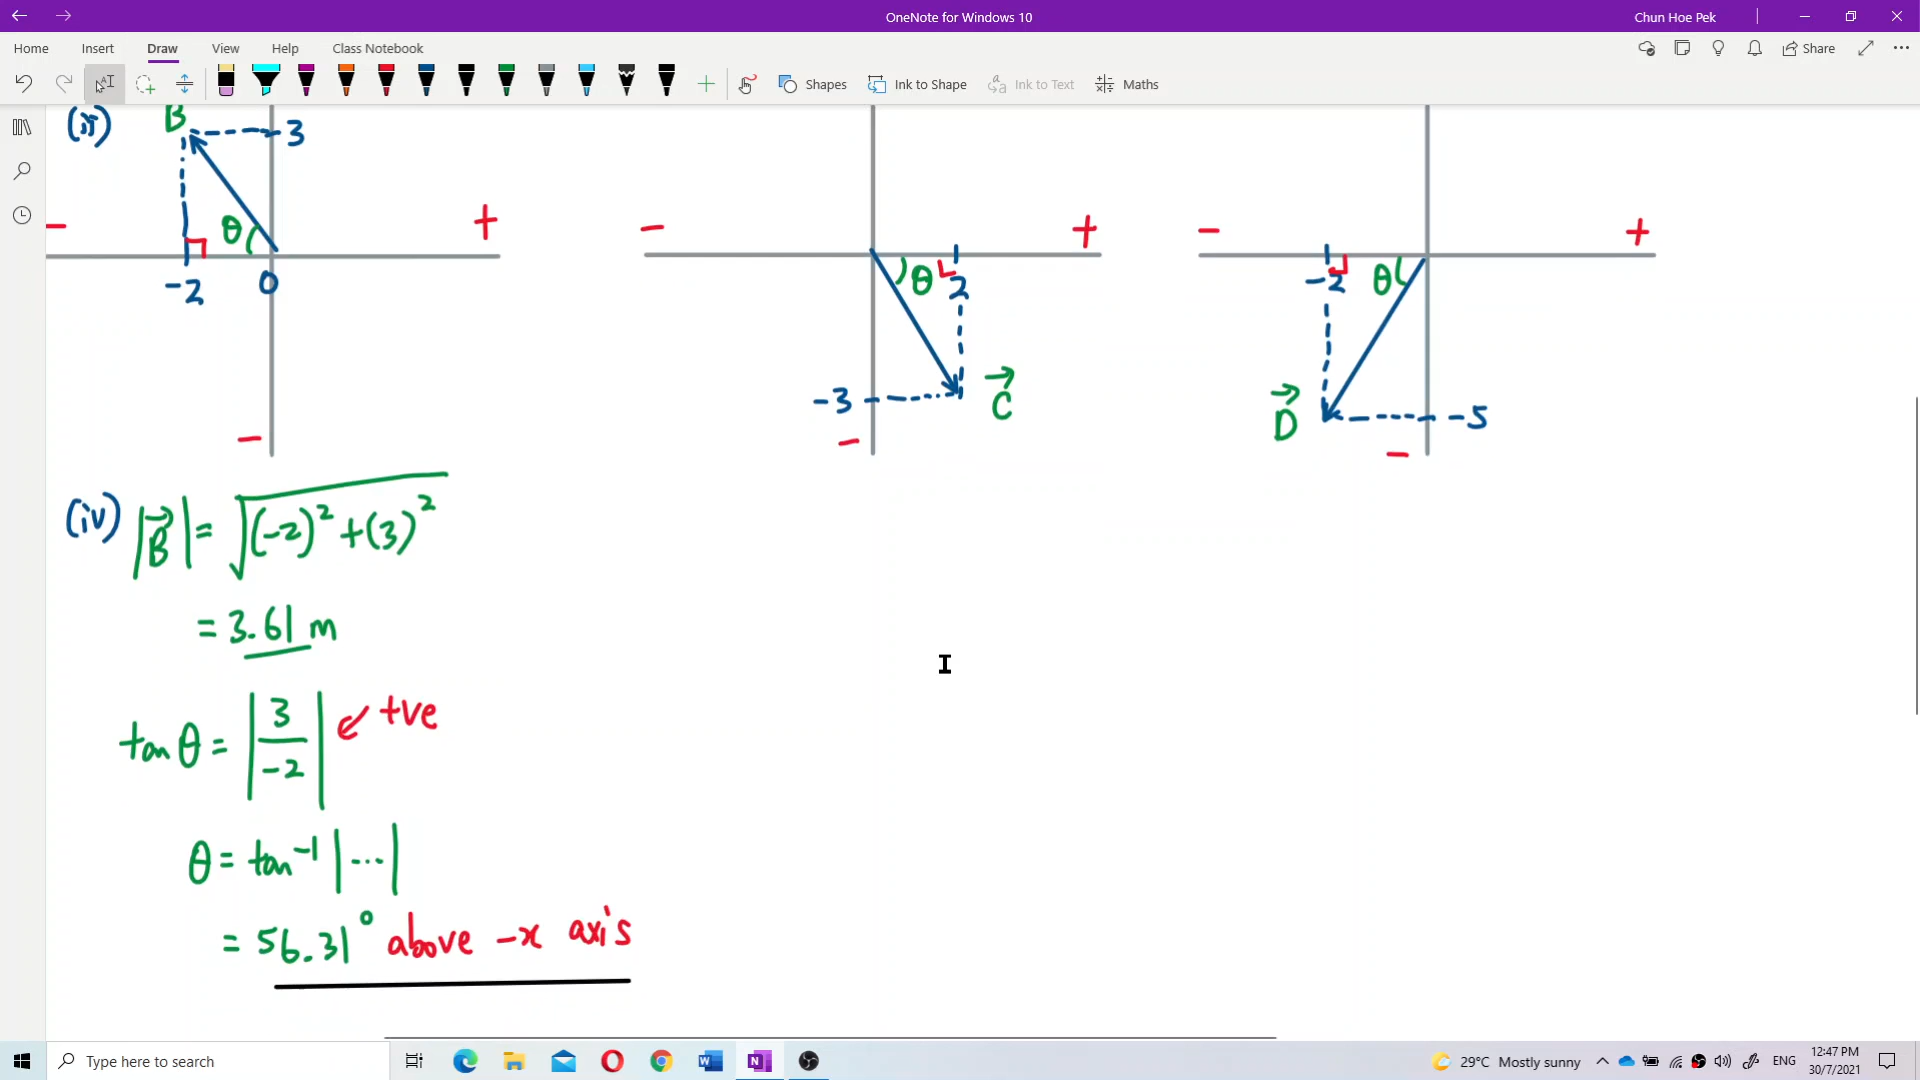 OneNote for Windows 10
Chun Hoe Pek
Home Insert Draw View Help Class Notebook
Share
Shapes Ink to Shape Ink to Text Maths
(ii) B 3
- +
θ
-2 0
-
- +
θ 2
-3 C
-
- +
-2 θ
D -5
-
(iv) |B| = √(-2)² + (3)²
= 3.61 m
tan θ = |3/-2| +ve
θ = tan⁻¹ |...|
= 56.31° above -x axis
Type here to search
29°C Mostly sunny
ENG
12:47 PM
30/7/2021